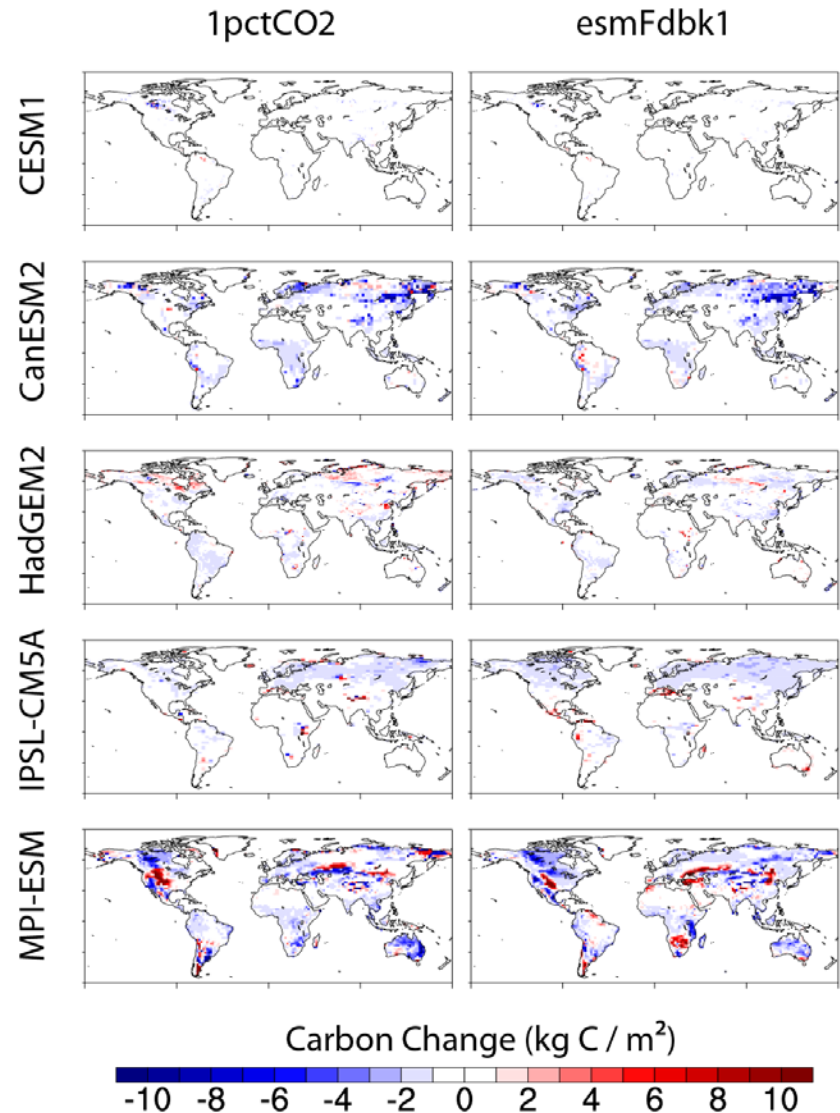 1pctCO2 esmFdbk1
CESM1
CanESM2
HadGEM2
IPSL-CM5A
MPI-ESM
Carbon Change (kg C / m²)
-10 -8 -6 -4 -2 0 2 4 6 8 10